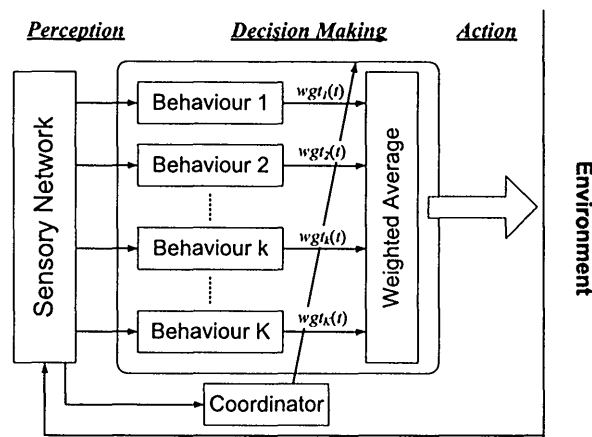 Perception
Decision Making
Action
Sensory Network
Behaviour 1
wgt₁(t)
Behaviour 2
wgt₂(t)
Behaviour k
wgtₖ(t)
Behaviour K
wgt_K(t)
Weighted Average
Environment
Coordinator